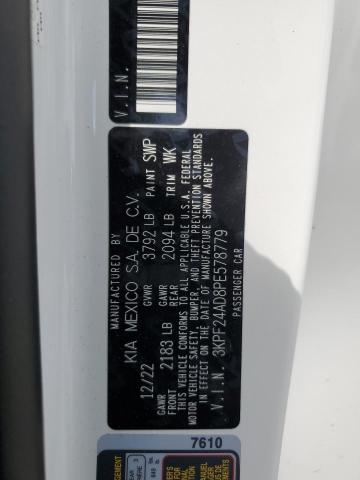 V.I.N.
MANUFACTURED BY
KIA MEXICO S.A. DE C.V.
12/22 GVWR 3792 LB PAINT SWP
GAWR FRONT 2183 LB GAWR REAR 2094 LB TRIM WK
THIS VEHICLE CONFORMS TO ALL APPLICABLE U.S.A. FEDERAL
MOTOR VEHICLE SAFETY, BUMPER, AND THEFT PREVENTION STANDARDS
IN EFFECT ON THE DATE OF MANUFACTURE SHOWN ABOVE.
V.I.N. 3KPF24AD8PE578779
PASSENGER CAR
7610